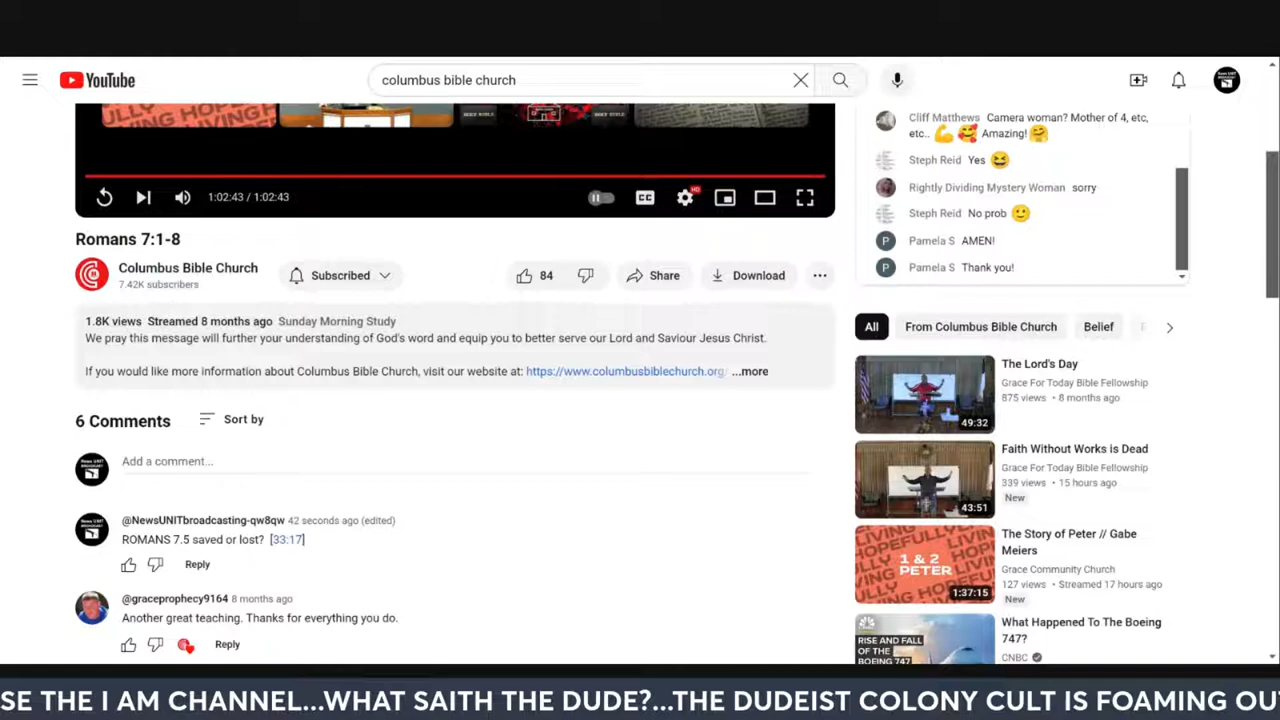 YouTube
columbus bible church
1:02:43 / 1:02:43
CC
HD
Romans 7:1-8
Columbus Bible Church
7.42K subscribers
Subscribed
84
Share
Download
1.8K views Streamed 8 months ago Sunday Morning Study
We pray this message will further your understanding of God's word and equip you to better serve our Lord and Saviour Jesus Christ.
If you would like more information about Columbus Bible Church, visit our website at: https://www.columbusbiblechurch.org ...more
6 Comments
Sort by
Add a comment...
@NewsUNITbroadcasting-qw8qw 42 seconds ago (edited)
ROMANS 7.5 saved or lost? [33:17]
Reply
@graceprophecy9164 8 months ago
Another great teaching. Thanks for everything you do.
Reply
Cliff Matthews Camera woman? Mother of 4, etc,
etc.. 💪 🥰 Amazing! 🤗
Steph Reid Yes 😆
Rightly Dividing Mystery Woman sorry
Steph Reid No prob 🙂
P Pamela S AMEN!
P Pamela S Thank you!
All
From Columbus Bible Church
Belief
49:32
The Lord's Day
Grace For Today Bible Fellowship
875 views • 8 months ago
43:51
Faith Without Works is Dead
Grace For Today Bible Fellowship
339 views • 15 hours ago
New
1 & 2
PETER
1:37:15
The Story of Peter // Gabe
Meiers
Grace Community Church
127 views • Streamed 17 hours ago
New
RISE AND FALL
OF THE
BOEING 747
What Happened To The Boeing
747?
CNBC
SE THE I AM CHANNEL...WHAT SAITH THE DUDE?...THE DUDEIST COLONY CULT IS FOAMING OU